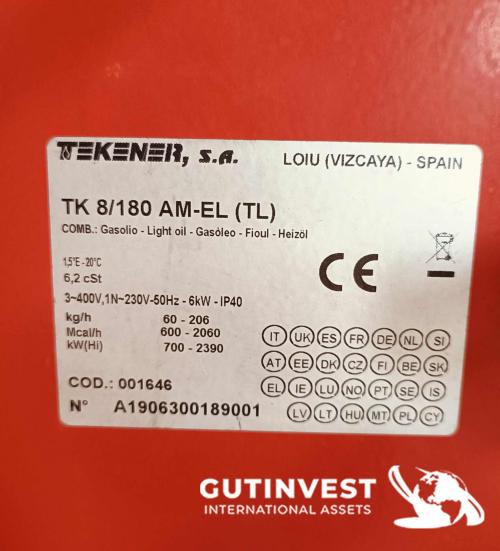 TEKENER, S.A.
LOIU (VIZCAYA) - SPAIN
TK 8/180 AM-EL (TL)
COMB.: Gasolio - Light oil - Gasóleo - Fioul - Heizöl
1,5°E - 20°C
6,2 cSt
CE
3~400V,1N~230V-50Hz - 6kW - IP40
kg/h 60 - 206
Mcal/h 600 - 2060
kW(Hi) 700 - 2390
IT UK ES FR DE NL SI
AT EE DK CZ FI BE SK
EL IE LU NO PT SE IS
LV LT HU MT PL CY
COD.: 001646
N° A1906300189001
GUTINVEST
INTERNATIONAL ASSETS